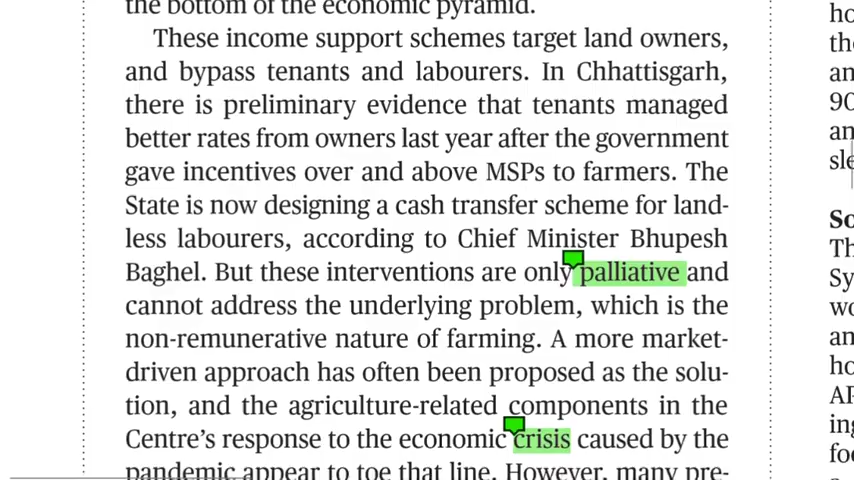 the bottom of the economic pyramid.
These income support schemes target land owners,
and bypass tenants and labourers. In Chhattisgarh,
there is preliminary evidence that tenants managed
better rates from owners last year after the government
gave incentives over and above MSPs to farmers. The
State is now designing a cash transfer scheme for land-
less labourers, according to Chief Minister Bhupesh
Baghel. But these interventions are only palliative and
cannot address the underlying problem, which is the
non-remunerative nature of farming. A more market-
driven approach has often been proposed as the solu-
tion, and the agriculture-related components in the
Centre’s response to the economic crisis caused by the
pandemic appear to toe that line. However, many pre-